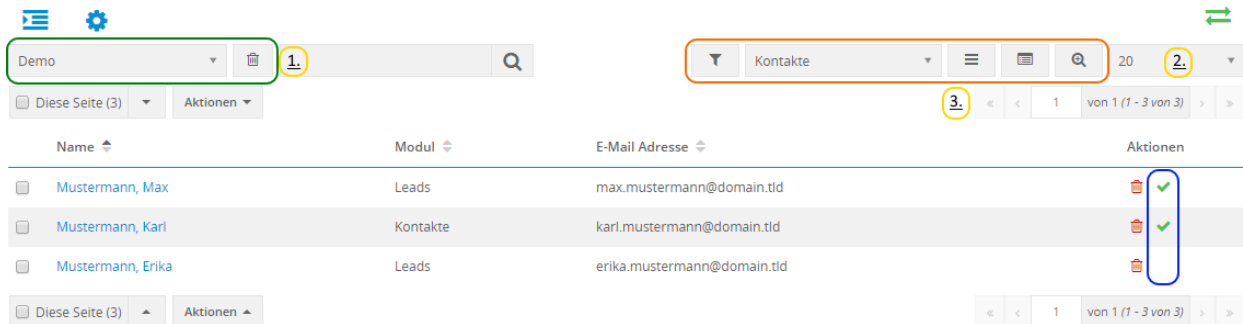 Demo 1. Kontakte 20 2.
Diese Seite (3) Aktionen 3. « ‹ 1 von 1 (1 - 3 von 3) › »
Name Modul E-Mail Adresse Aktionen
Mustermann, Max Leads max.mustermann@domain.tld
Mustermann, Karl Kontakte karl.mustermann@domain.tld
Mustermann, Erika Leads erika.mustermann@domain.tld
Diese Seite (3) Aktionen « ‹ 1 von 1 (1 - 3 von 3) › »